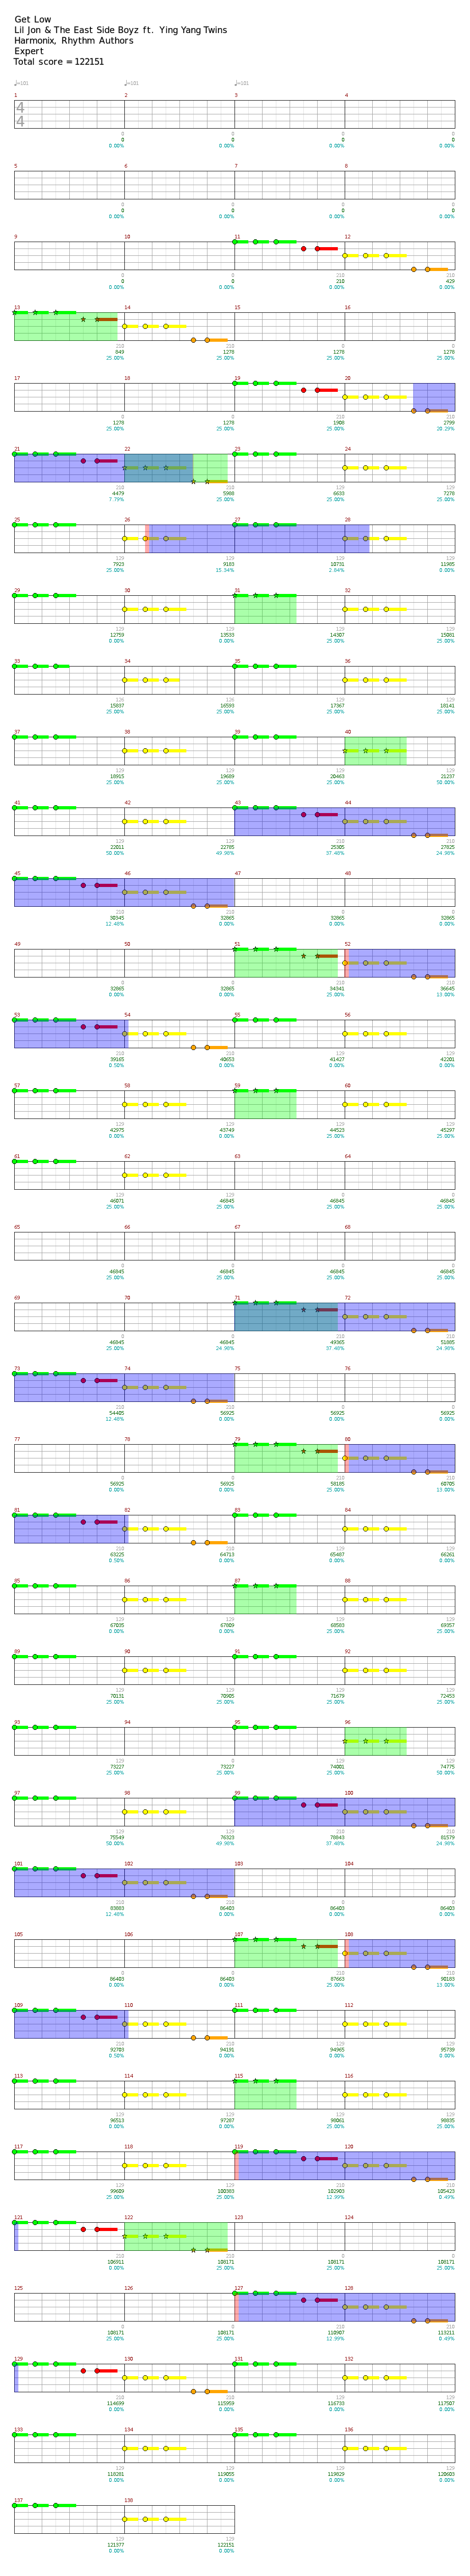 Get Low
Lil Jon & The East Side Boyz ft. Ying Yang Twins
Harmonix, Rhythm Authors
Expert
Total score = 122151
♩=101 ♩=101 ♩=101
1 2 3 4
4
4
0 0 0 0
0 0 0 0
0.00% 0.00% 0.00% 0.00%
5 6 7 8
0 0 0 0
0 0 0 0
0.00% 0.00% 0.00% 0.00%
9 10 11 12
0 0 210 210
0 0 210 429
0.00% 0.00% 0.00% 0.00%
13 14 15 16
210 210 0 0
849 1278 1278 1278
25.00% 25.00% 25.00% 25.00%
17 18 19 20
0 0 210 210
1278 1278 1908 2799
25.00% 25.00% 25.00% 20.29%
21 22 23 24
210 210 129 129
4479 5988 6633 7278
7.79% 25.00% 25.00% 25.00%
25 26 27 28
129 129 129 129
7923 9183 10731 11985
25.00% 15.34% 2.84% 0.00%
29 30 31 32
129 129 129 129
12759 13533 14307 15081
0.00% 0.00% 25.00% 25.00%
33 34 35 36
15837 16593 17367 18141
25.00% 25.00% 25.00% 25.00%
37 38 39 40
129 129 129 129
18915 19689 20463 21237
25.00% 25.00% 25.00% 50.00%
41 42 43 44
129 129 210 210
22011 22785 25305 27825
50.00% 49.98% 37.48% 24.98%
45 46 47 48
210 210 0 0
30345 32865 32865 32865
12.48% 0.00% 0.00% 0.00%
49 50 51 52
0 0 210 210
32865 32865 34341 36645
0.00% 0.00% 25.00% 13.00%
53 54 55 56
210 210 129 129
39165 40653 41427 42201
0.50% 0.00% 0.00% 0.00%
57 58 59 60
129 129 129 129
42975 43749 44523 45297
0.00% 0.00% 25.00% 25.00%
61 62 63 64
129 129 0 0
46071 46845 46845 46845
25.00% 25.00% 25.00% 25.00%
65 66 67 68
0 0 0 0
46845 46845 46845 46845
25.00% 25.00% 25.00% 25.00%
69 70 71 72
0 0 210 210
46845 46845 49365 51885
25.00% 24.98% 37.48% 24.98%
73 74 75 76
210 210 0 0
54405 56925 56925 56925
12.48% 0.00% 0.00% 0.00%
77 78 79 80
0 0 210 210
56925 56925 58185 60705
0.00% 0.00% 25.00% 13.00%
81 82 83 84
210 210 129 129
63225 64713 65487 66261
0.50% 0.00% 0.00% 0.00%
85 86 87 88
129 129 129 129
67035 67809 68583 69357
0.00% 0.00% 25.00% 25.00%
89 90 91 92
129 129 129 129
70131 70905 71679 72453
25.00% 25.00% 25.00% 25.00%
93 94 95 96
129 0 129 129
73227 73227 74001 74775
25.00% 25.00% 25.00% 50.00%
97 98 99 100
129 129 210 210
75549 76323 78843 81579
50.00% 49.98% 37.48% 24.98%
101 102 103 104
210 210 0 0
83883 86403 86403 86403
12.48% 0.00% 0.00% 0.00%
105 106 107 108
0 0 210 210
86403 86403 87663 90183
0.00% 0.00% 25.00% 13.00%
109 110 111 112
210 210 129 129
92703 94191 94965 95739
0.50% 0.00% 0.00% 0.00%
113 114 115 116
129 129 129 129
96513 97287 98061 98835
0.00% 0.00% 25.00% 25.00%
117 118 119 120
129 129 210 210
99609 100383 102903 105423
25.00% 25.00% 12.99% 0.49%
121 122 123 124
210 210 0 0
106911 108171 108171 108171
0.00% 25.00% 25.00% 25.00%
125 126 127 128
0 0 210 210
108171 108171 110907 113211
25.00% 25.00% 12.99% 0.49%
129 130 131 132
210 210 129 129
114699 115959 116733 117507
0.00% 0.00% 0.00% 0.00%
133 134 135 136
129 129 129 129
118281 119055 119829 120603
0.00% 0.00% 0.00% 0.00%
137 138
129 129
121377 122151
0.00% 0.00%